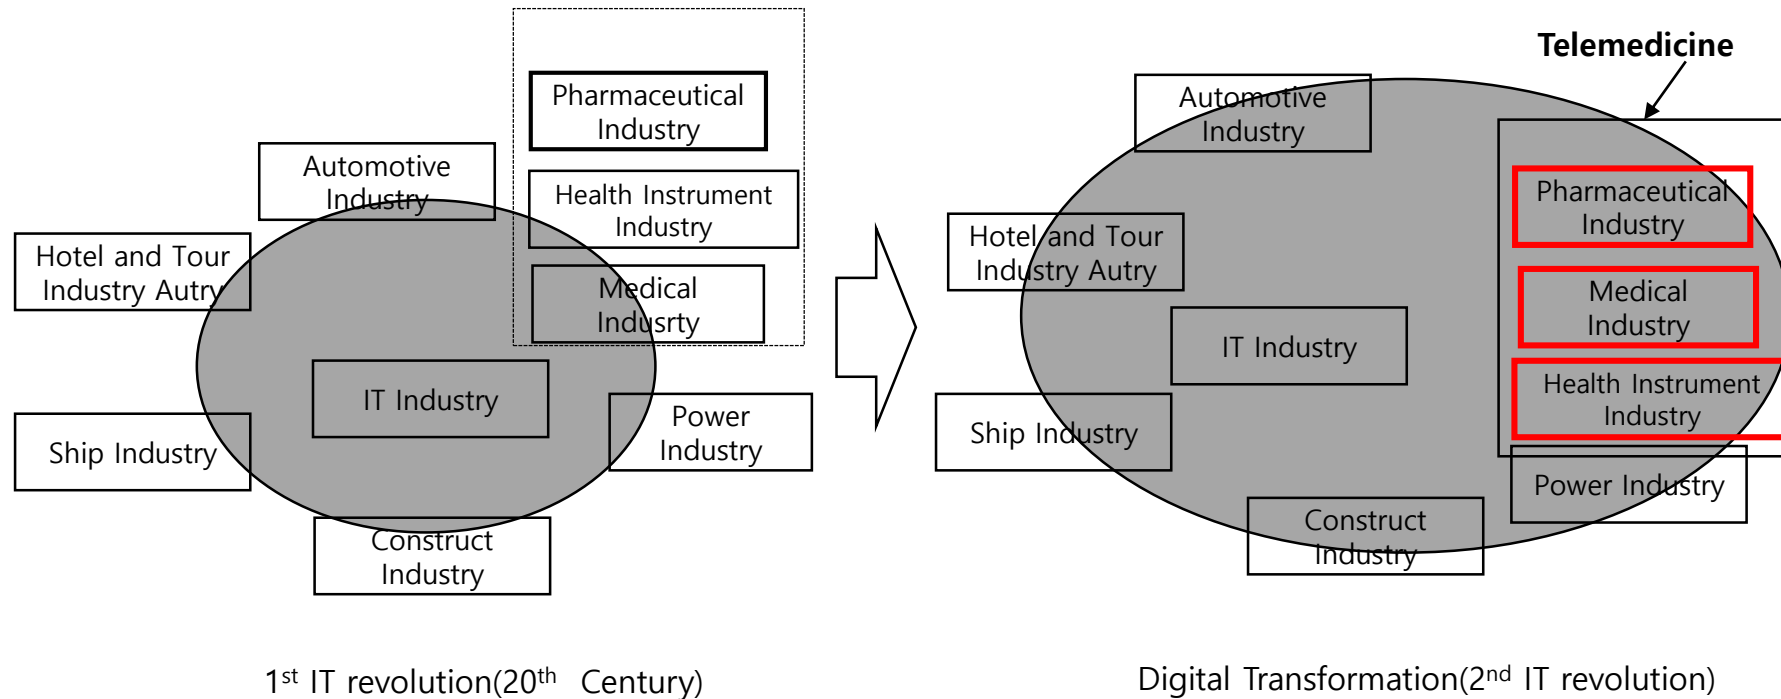 Pharmaceutical
Industry
Automotive
Industry
Health Instrument
Industry
Hotel and Tour
Industry Autry
Medical
Indusrty
IT Industry
Power
Industry
Ship Industry
Construct
Industry
1st IT revolution(20th Century)
Telemedicine
Automotive
Industry
Pharmaceutical
Industry
Hotel and Tour
Industry Autry
Medical
Industry
IT Industry
Health Instrument
Industry
Ship Industry
Power Industry
Construct
Industry
Digital Transformation(2nd IT revolution)